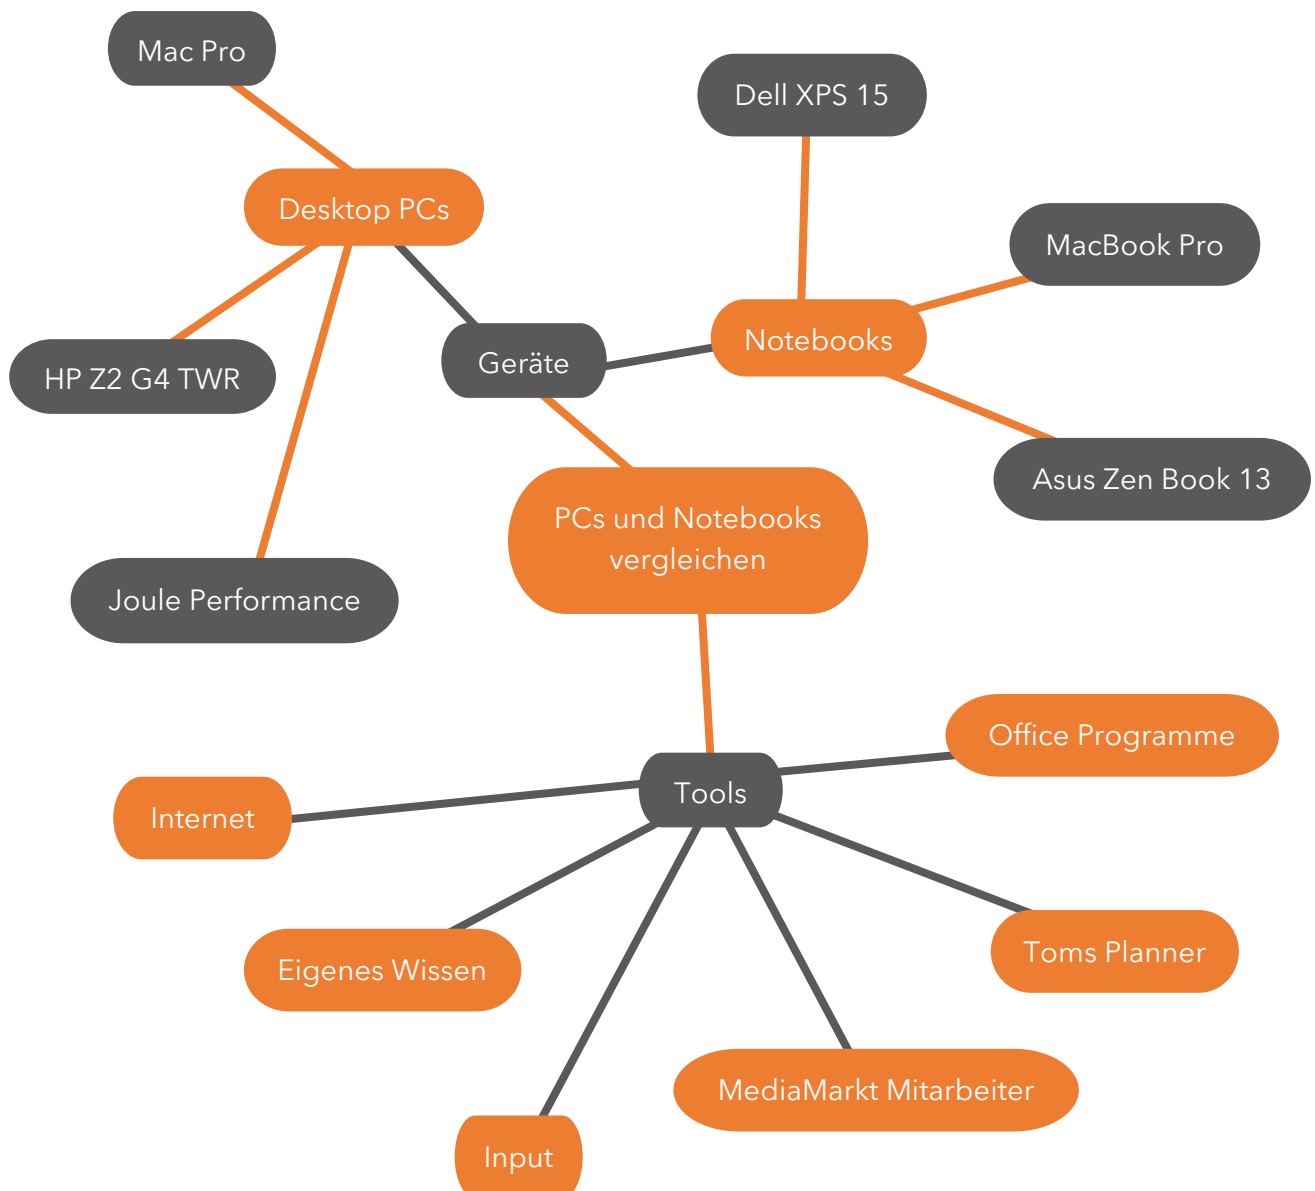 Mac Pro
Dell XPS 15
Desktop PCs
MacBook Pro
Notebooks
Geräte
HP Z2 G4 TWR
Asus Zen Book 13
PCs und Notebooks
vergleichen
Joule Performance
Office Programme
Tools
Internet
Toms Planner
Eigenes Wissen
MediaMarkt Mitarbeiter
Input